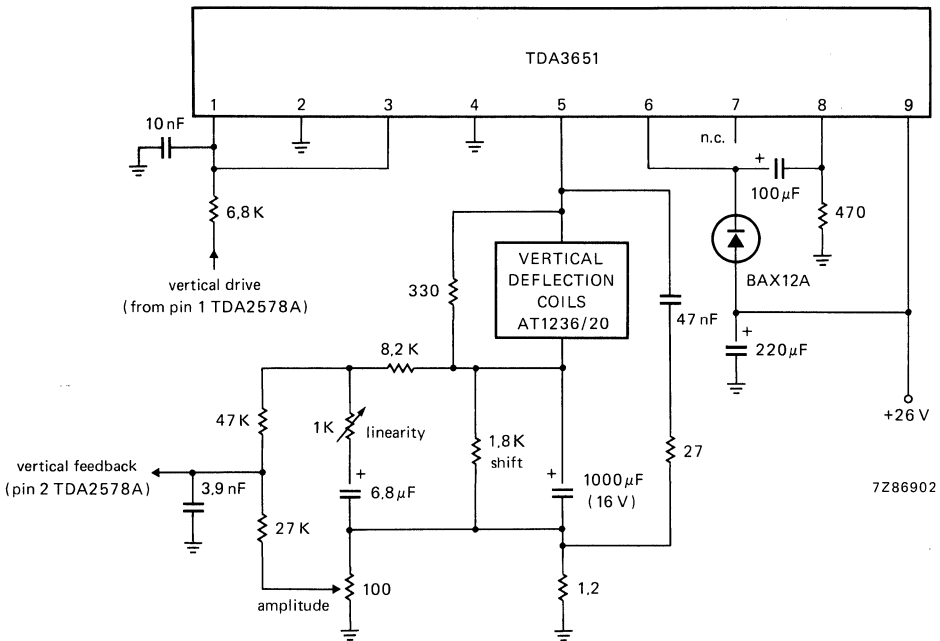 TDA3651
1 2 3 4 5 6 7 8 9
10 nF
n.c.
+
100 µF
470
6,8 K
BAX12A
vertical drive
(from pin 1 TDA2578A)
330
VERTICAL
DEFLECTION
COILS
AT1236/20
47 nF
+
220 µF
8,2 K
+26 V
47 K
1K
linearity
1,8K
shift
27
vertical feedback
(pin 2 TDA2578A)
3,9 nF
+
6,8 µF
+
1000 µF
(16 V)
7Z86902
27 K
amplitude
100
1,2